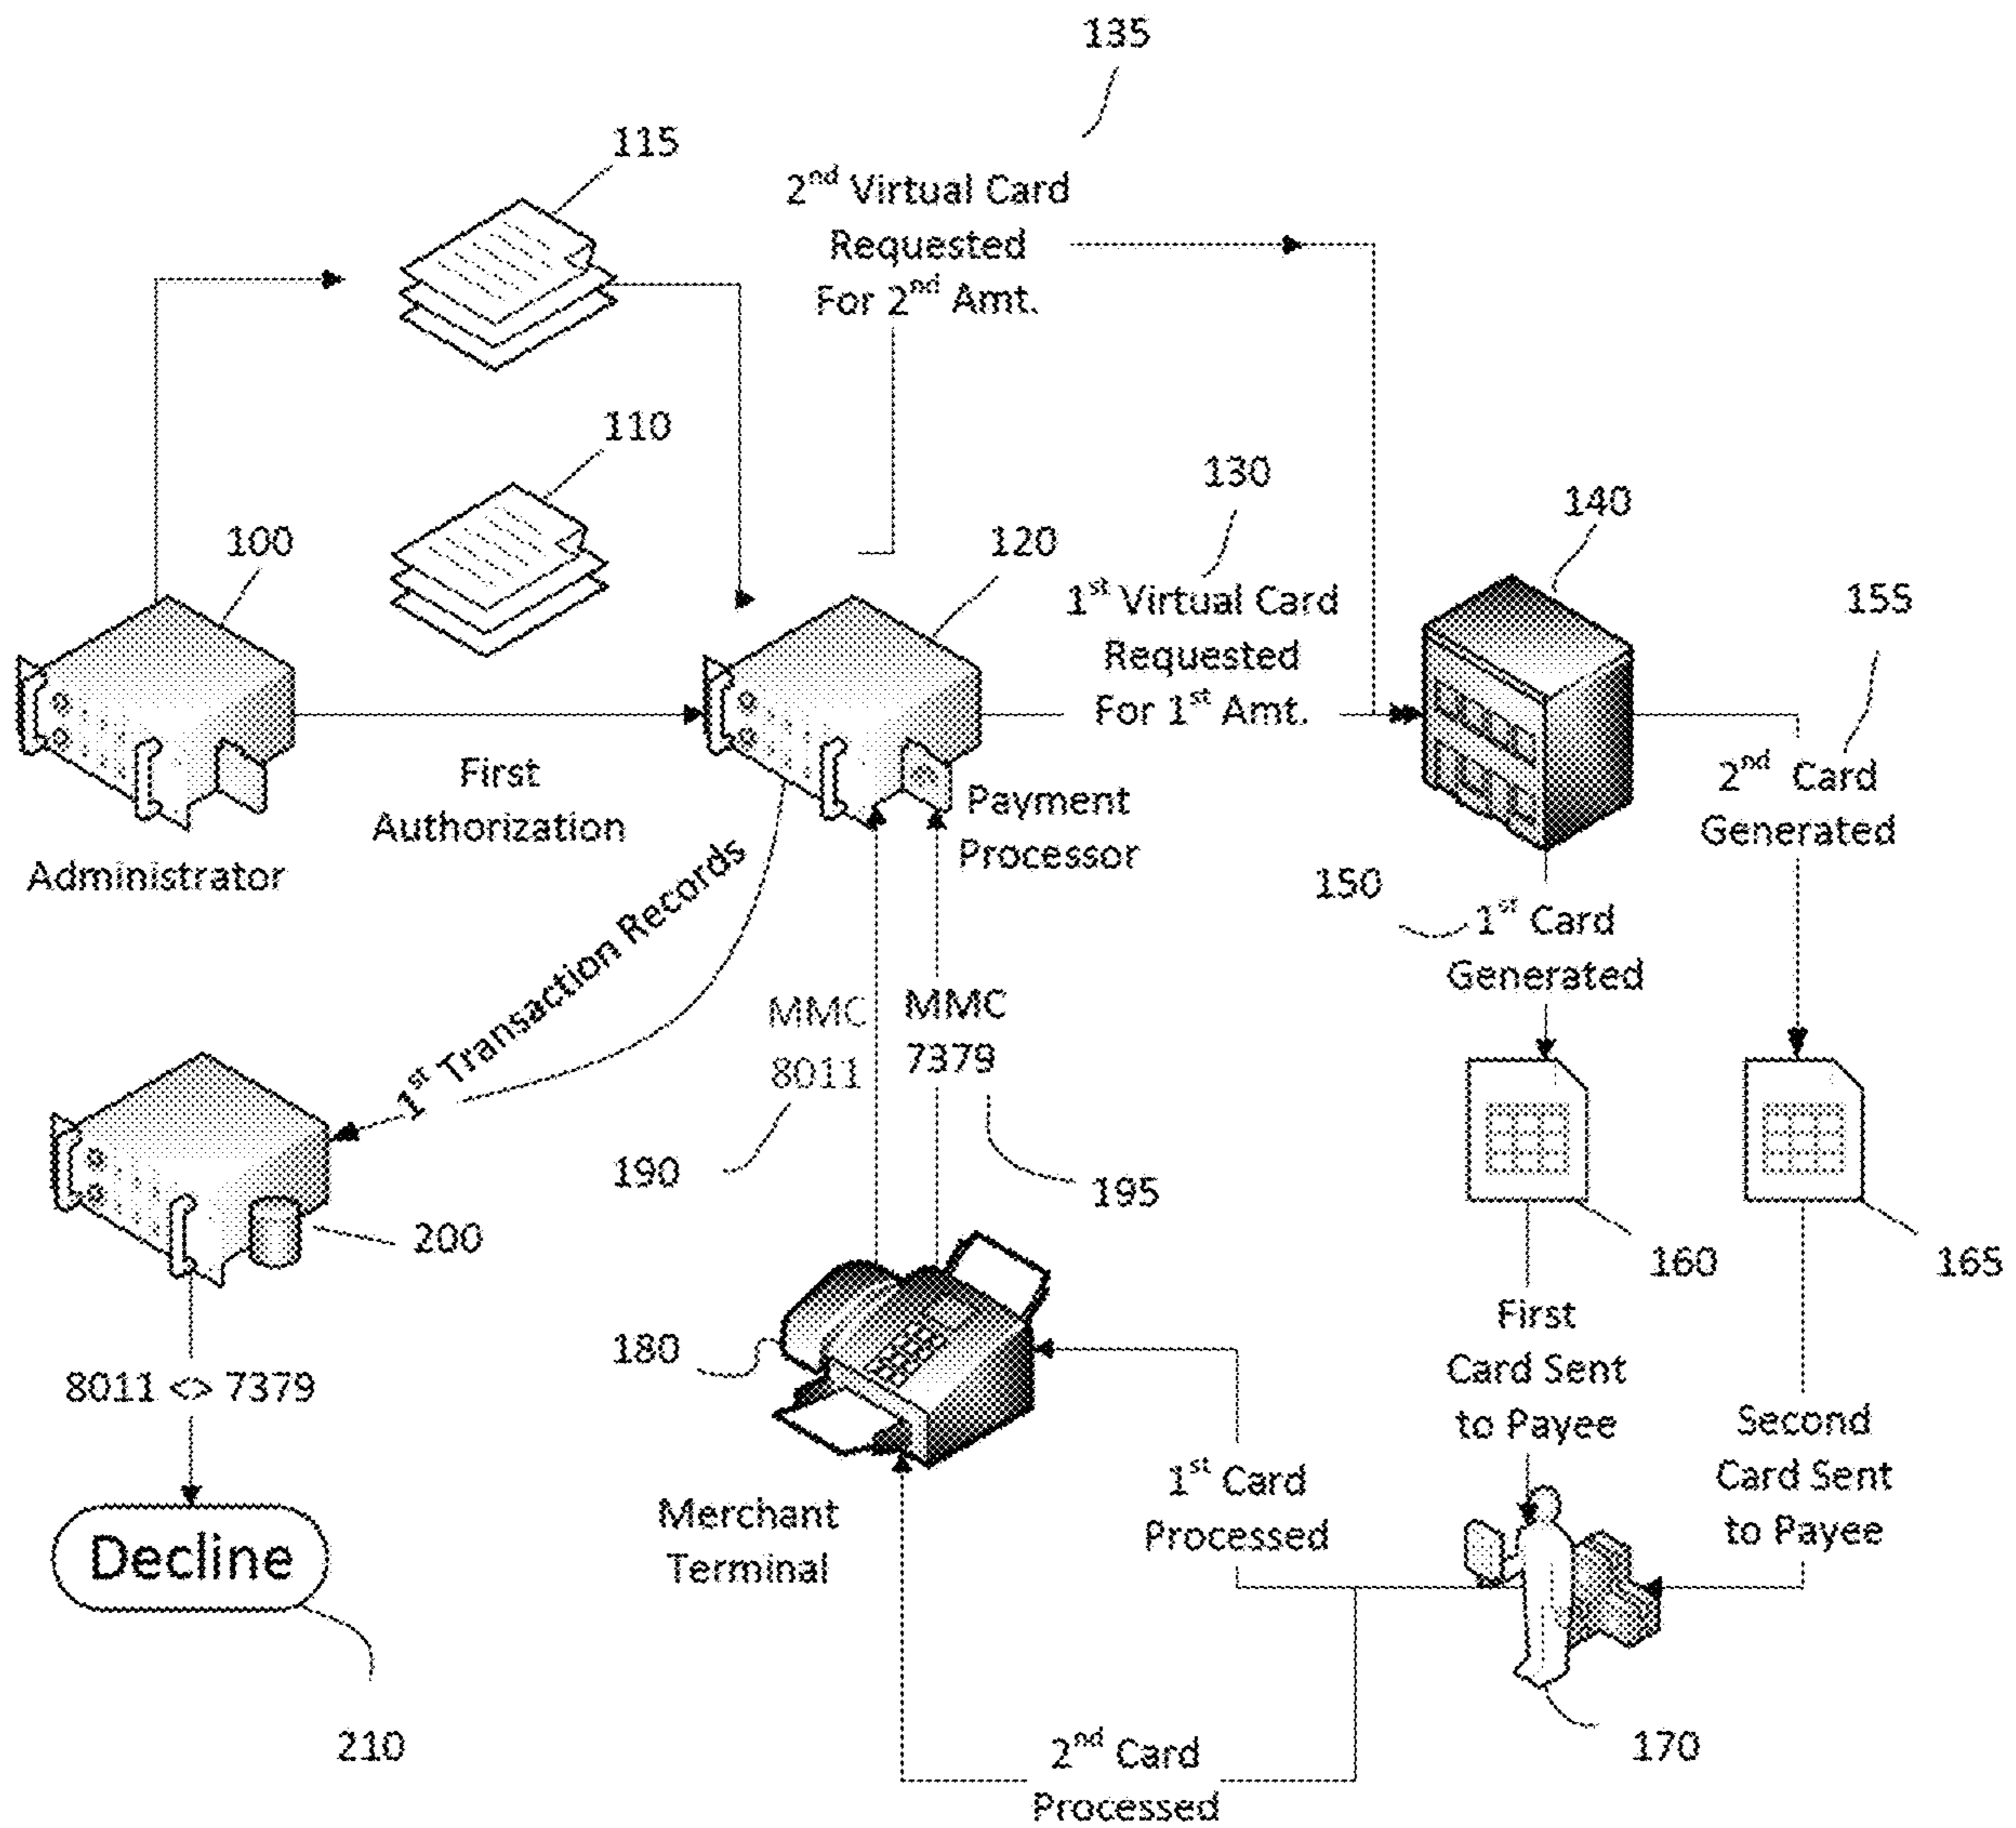 135
115
2nd Virtual Card
Requested
For 2nd Amt.
110
130
140
100
120
155
1st Virtual Card
Requested
For 1st Amt.
First
Authorization
Administrator
Payment
Processor
2nd Card
Generated
150
1st Card
Generated
1st Transaction Records
MMC
8011
MMC
7379
190
195
200
160
165
180
8011 <> 7379
First
Card Sent
to Payee
Second
Card Sent
to Payee
1st Card
Processed
Merchant
Terminal
Decline
210
170
2nd Card
Processed